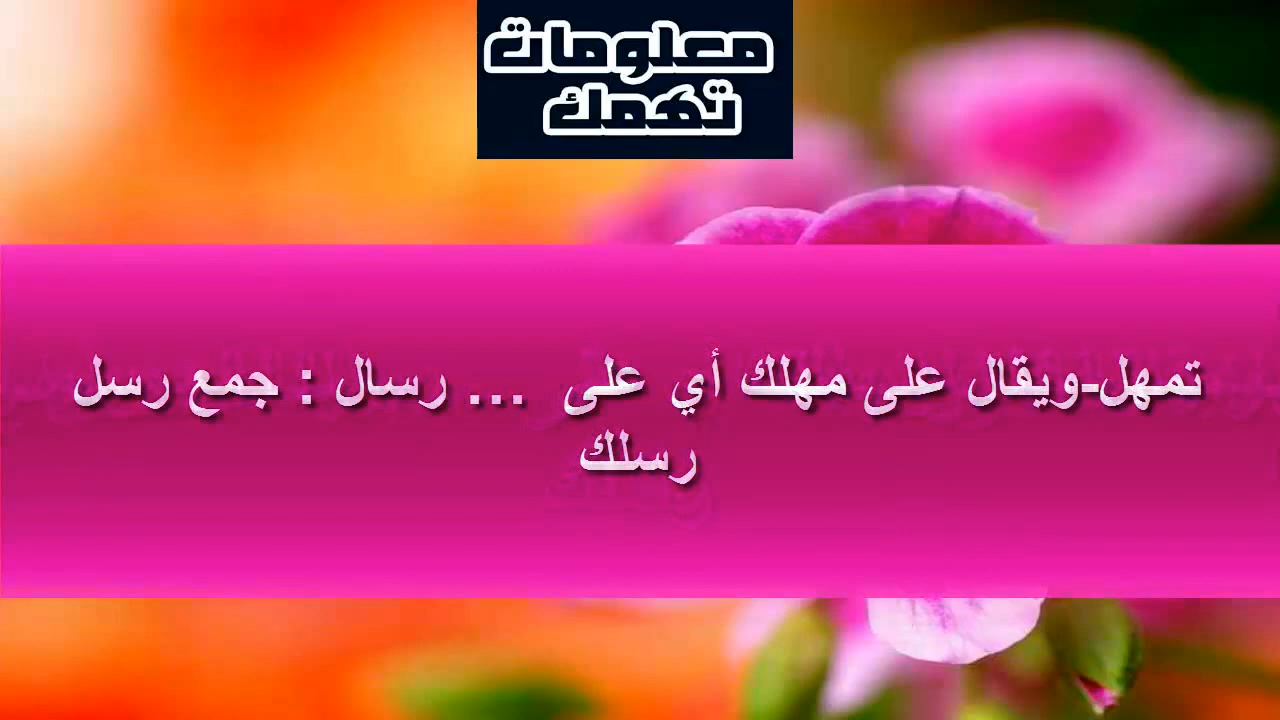 معلومات
تهمك
تمهل-ويقال على مهلك أي على ... رسال : جمع رسل
رسلك